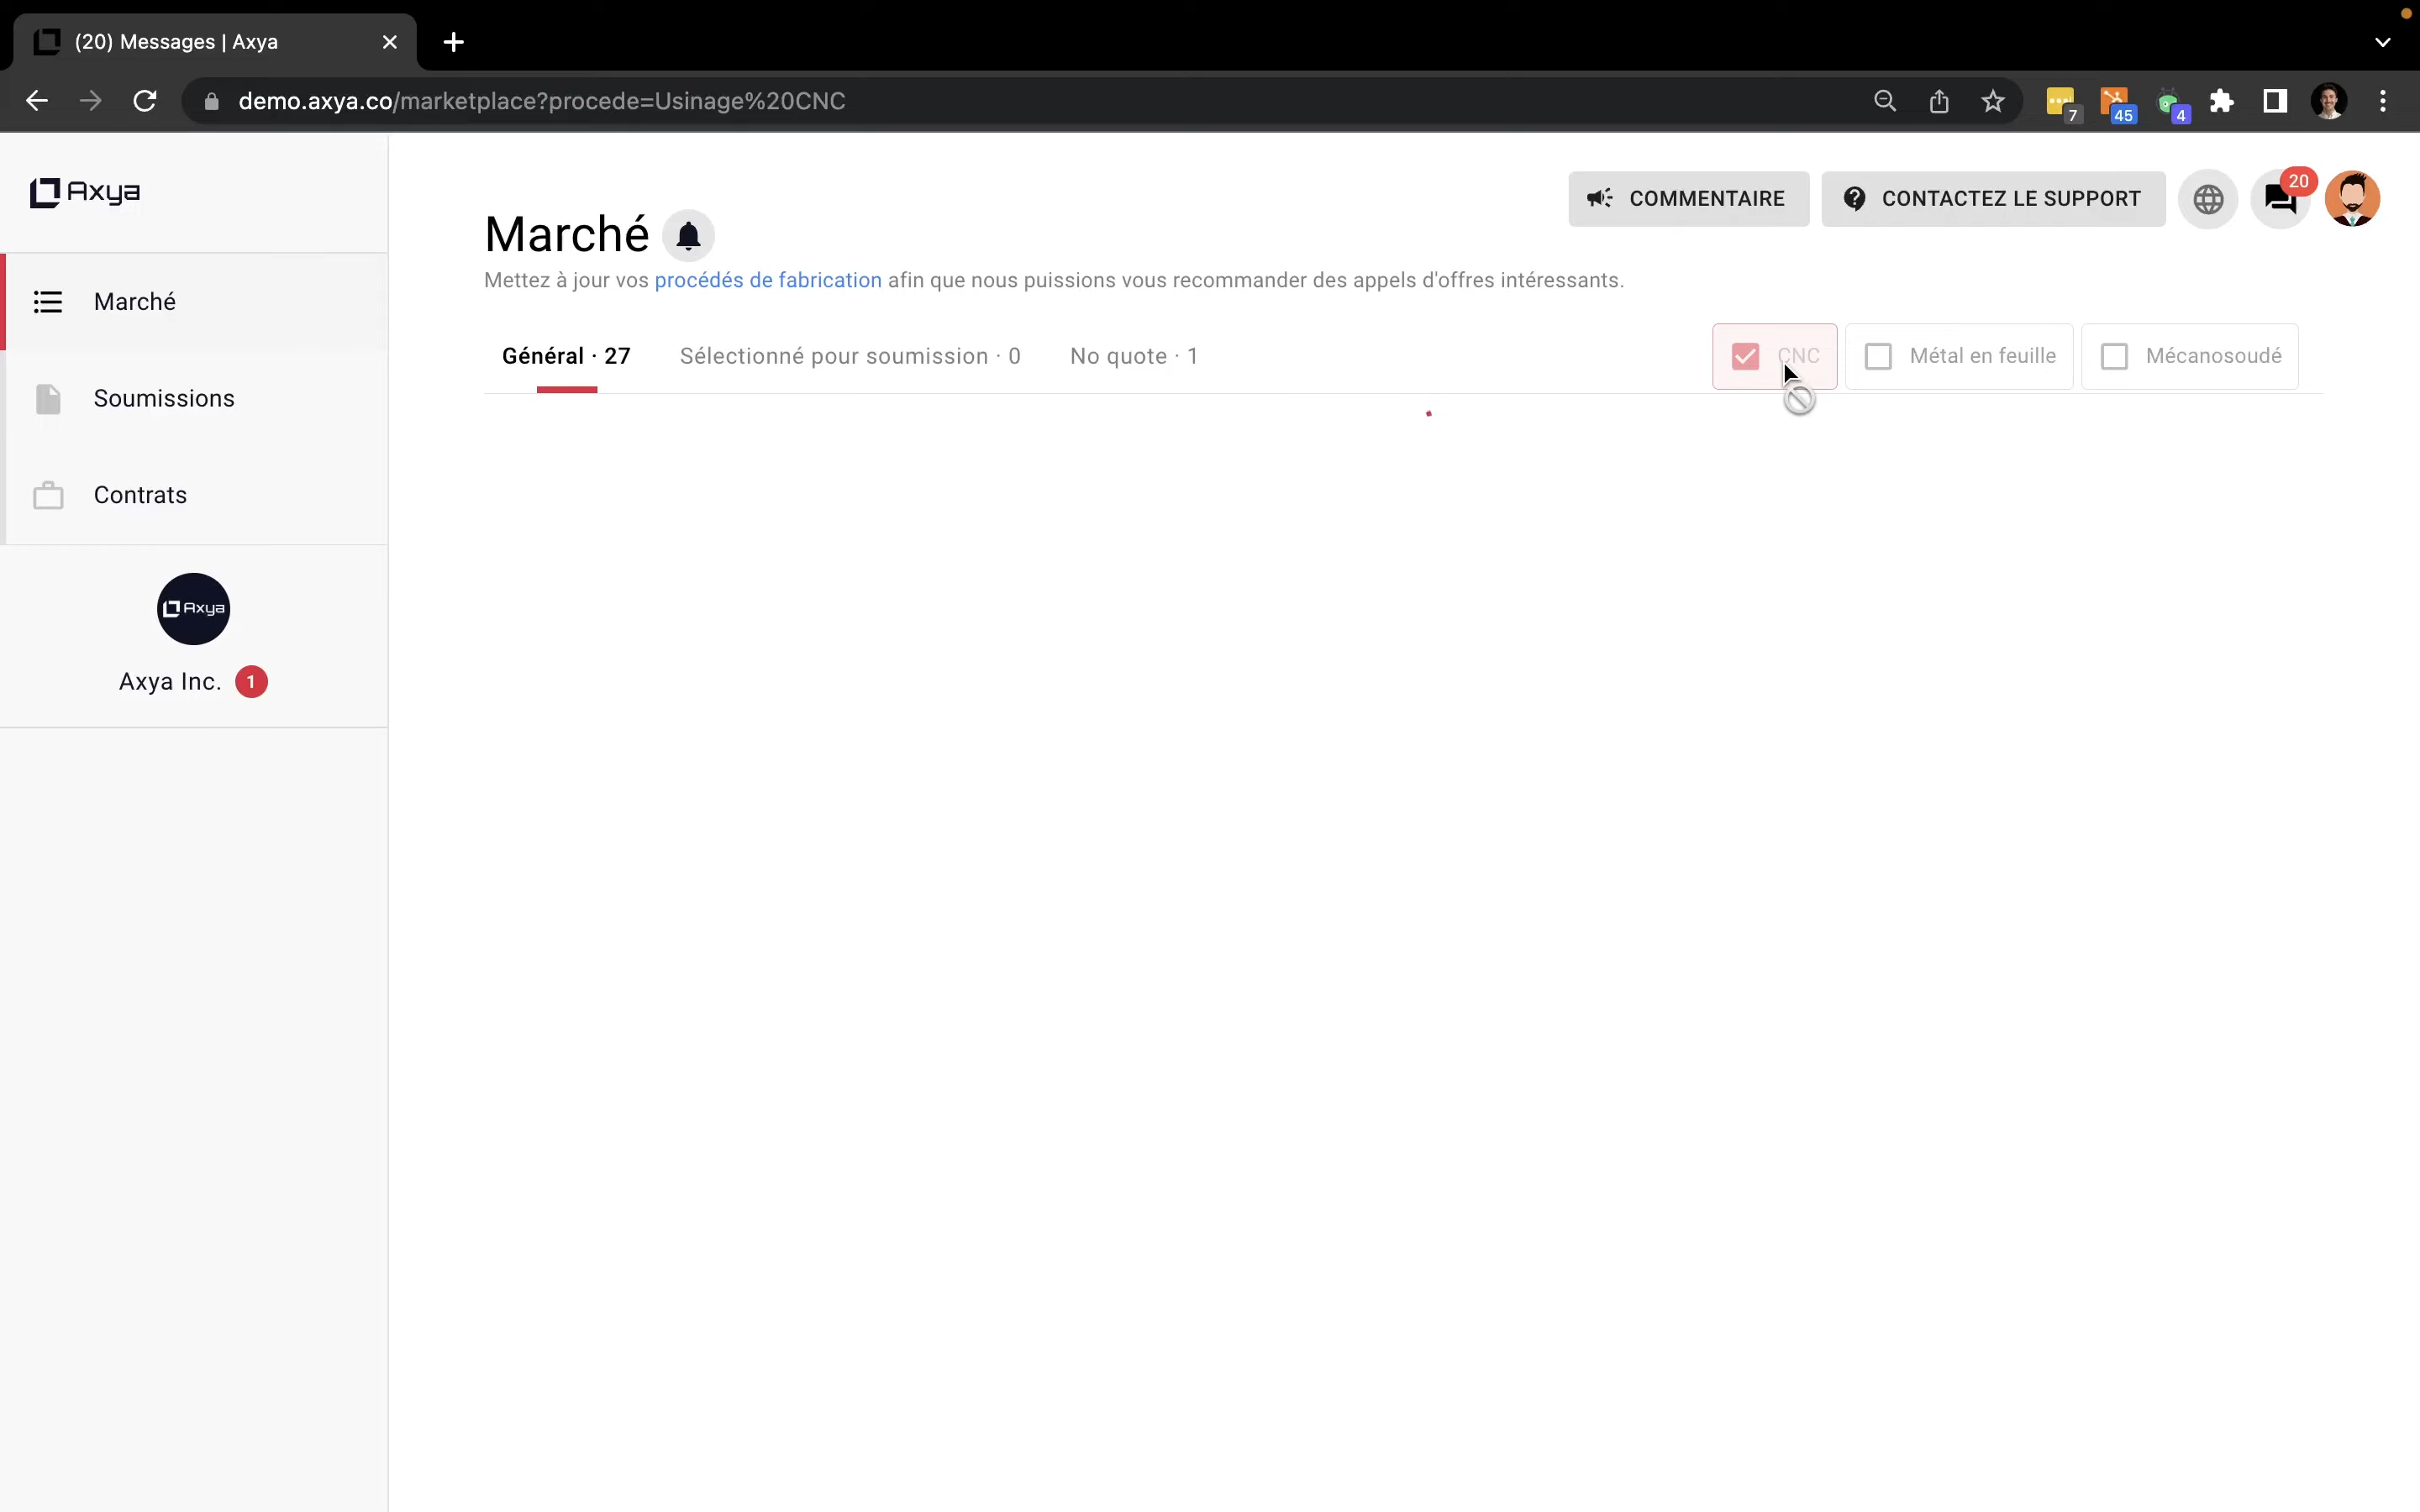 (20) Messages | Axya
demo.axya.co/marketplace?procede=Usinage%20CNC
7
45
4
Axya
COMMENTAIRE
CONTACTEZ LE SUPPORT
20
Marché
Mettez à jour vos procédés de fabrication afin que nous puissions vous recommander des appels d'offres intéressants.
Marché
Soumissions
Contrats
Général · 27
Sélectionné pour soumission · 0
No quote · 1
CNC
Métal en feuille
Mécanosoudé
Axya
Axya Inc.
1